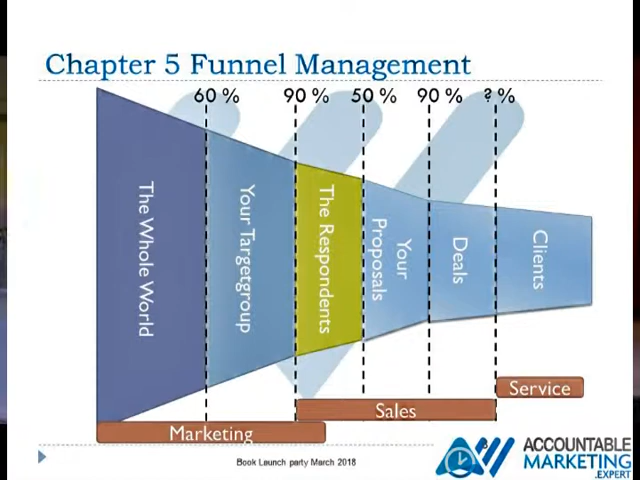 Chapter 5 Funnel Management
60 % 90 % 50 % 90 % ? %
The Whole World
Your Targetgroup
The Respondents
Your
Proposals
Deals
Clients
Service
Sales
Marketing
Book Launch party March 2018
ACCOUNTABLE
MARKETING
.EXPERT